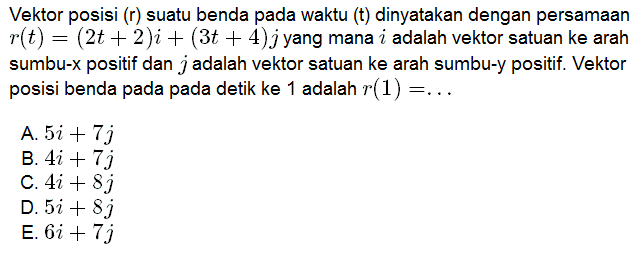 Vektor posisi (r) suatu benda pada waktu (t) dinyatakan dengan persamaan
r(t) = (2t + 2)i + (3t + 4)j yang mana i adalah vektor satuan ke arah
sumbu-x positif dan j adalah vektor satuan ke arah sumbu-y positif. Vektor
posisi benda pada pada detik ke 1 adalah r(1) =...
A. 5i + 7j
B. 4i + 7j
C. 4i + 8j
D. 5i + 8j
E. 6i + 7j